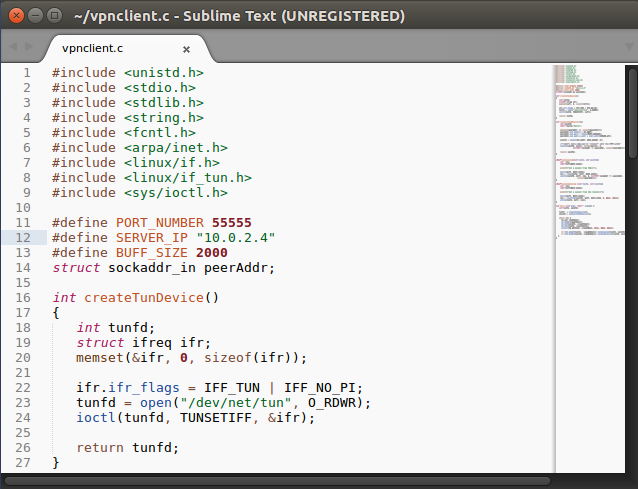 ~/vpnclient.c - Sublime Text (UNREGISTERED)
vpnclient.c
1 #include <unistd.h>
2 #include <stdio.h>
3 #include <stdlib.h>
4 #include <string.h>
5 #include <fcntl.h>
6 #include <arpa/inet.h>
7 #include <linux/if.h>
8 #include <linux/if_tun.h>
9 #include <sys/ioctl.h>
10
11 #define PORT_NUMBER 55555
12 #define SERVER_IP "10.0.2.4"
13 #define BUFF_SIZE 2000
14 struct sockaddr_in peerAddr;
15
16 int createTunDevice()
17 {
18    int tunfd;
19    struct ifreq ifr;
20    memset(&ifr, 0, sizeof(ifr));
21
22    ifr.ifr_flags = IFF_TUN | IFF_NO_PI;
23    tunfd = open("/dev/net/tun", O_RDWR);
24    ioctl(tunfd, TUNSETIFF, &ifr);
25
26    return tunfd;
27 }